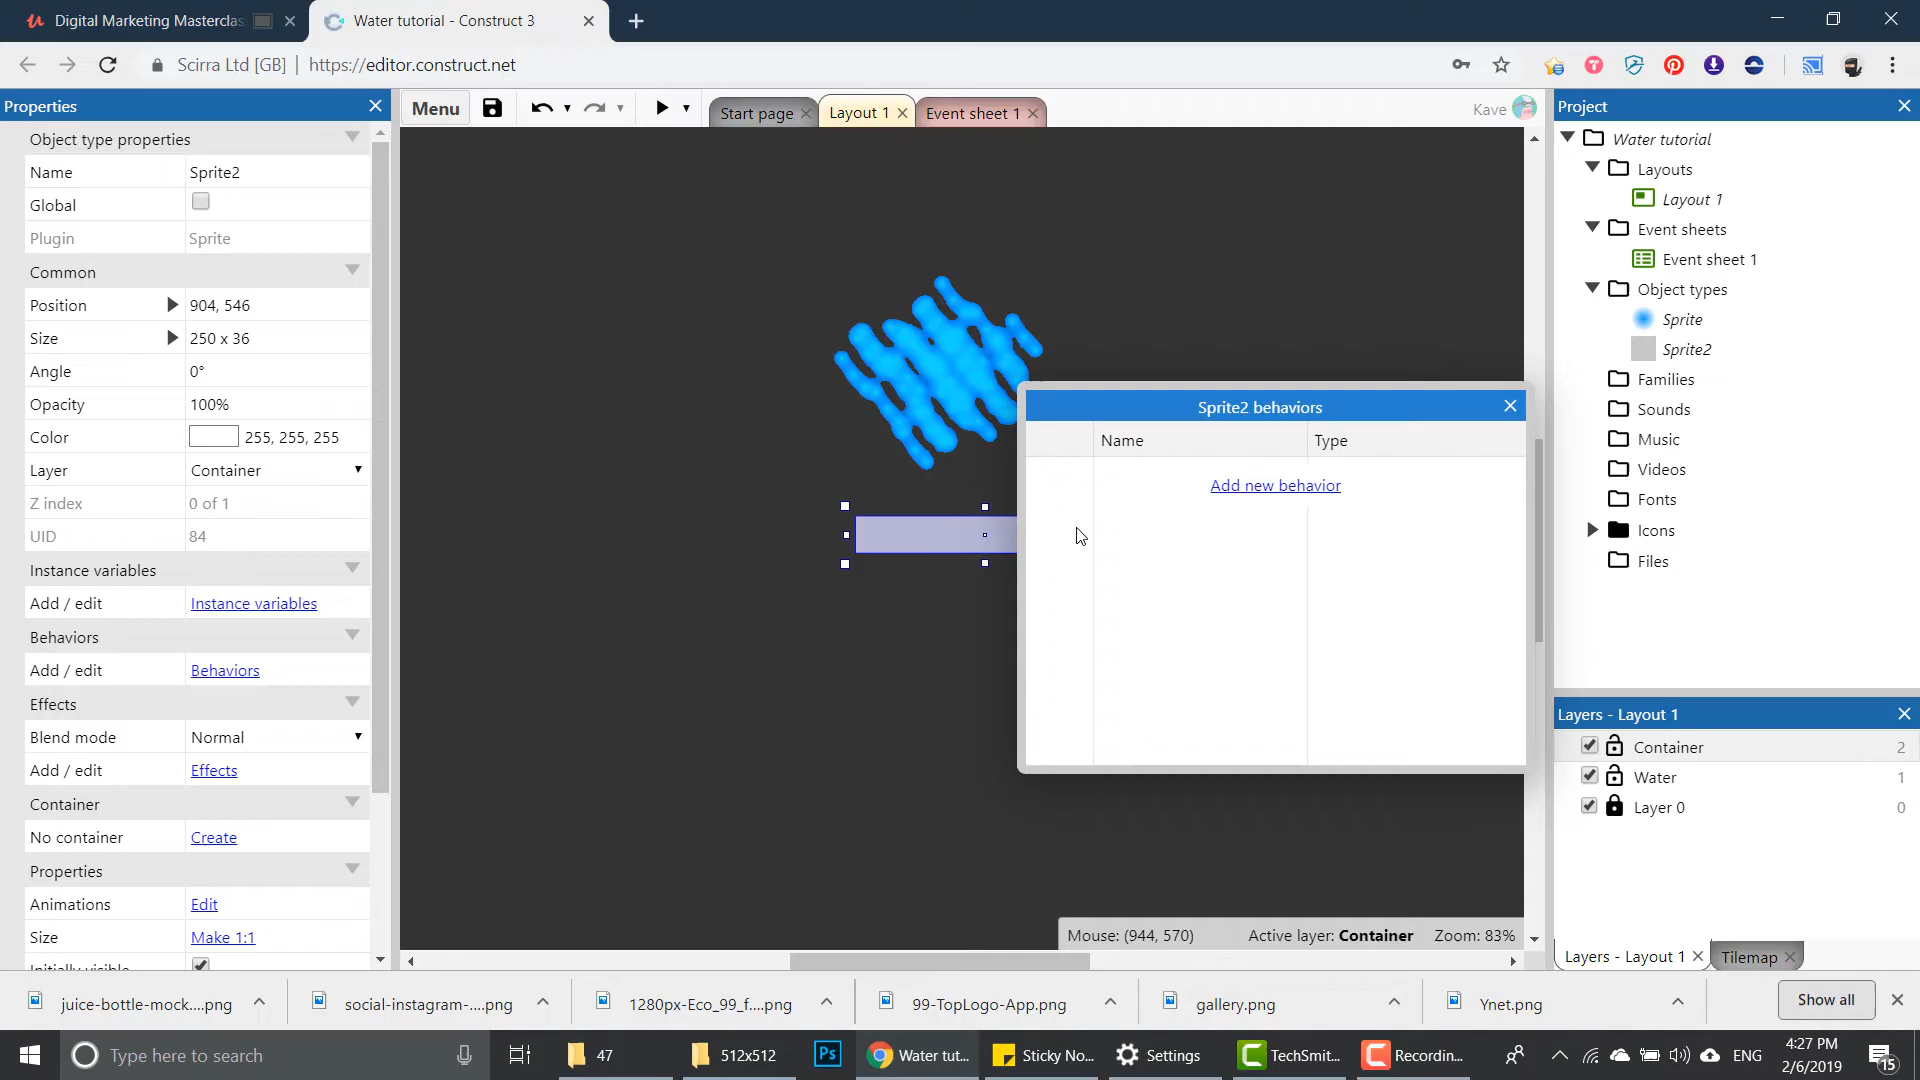 Digital Marketing Masterclas
Water tutorial - Construct 3
Scirra Ltd [GB]
https://editor.construct.net
Properties
Menu
Start page
Layout 1
Event sheet 1
Kave
Project
Object type properties
Name
Sprite2
Global
Plugin
Sprite
Common
Position
904, 546
Size
250 x 36
Angle
0°
Opacity
100%
Color
255, 255, 255
Layer
Container
Z index
0 of 1
UID
84
Instance variables
Add / edit
Instance variables
Behaviors
Add / edit
Behaviors
Effects
Blend mode
Normal
Add / edit
Effects
Container
No container
Create
Properties
Animations
Edit
Size
Make 1:1
Initially visible
Sprite2 behaviors
Name
Type
Add new behavior
Mouse: (944, 570)
Active layer: Container
Zoom: 83%
Water tutorial
Layouts
Layout 1
Event sheets
Event sheet 1
Object types
Sprite
Sprite2
Families
Sounds
Music
Videos
Fonts
Icons
Files
Layers - Layout 1
Container
2
Water
1
Layer 0
0
Layers - Layout 1
Tilemap
juice-bottle-mock....png
social-instagram-....png
1280px-Eco_99_f....png
99-TopLogo-App.png
gallery.png
Ynet.png
Show all
Type here to search
47
512x512
Ps
Water tut...
Sticky No...
Settings
TechSmit...
Recordin...
ENG
4:27 PM
2/6/2019
15